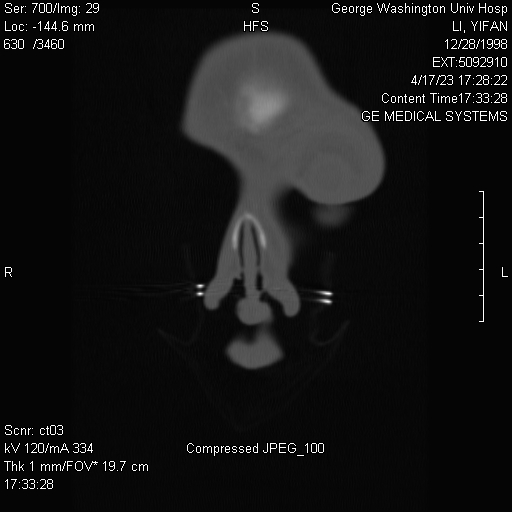 Ser: 700/Img: 29
Loc: -144.6 mm
630 /3460
S
HFS
George Washington Univ Hosp
LI, YIFAN
12/28/1998
EXT:5092910
4/17/23 17:28:22
Content Time17:33:28
GE MEDICAL SYSTEMS
R
L
Scnr: ct03
kV 120/mA 334
Thk 1 mm/FOV* 19.7 cm
17:33:28
Compressed JPEG_100